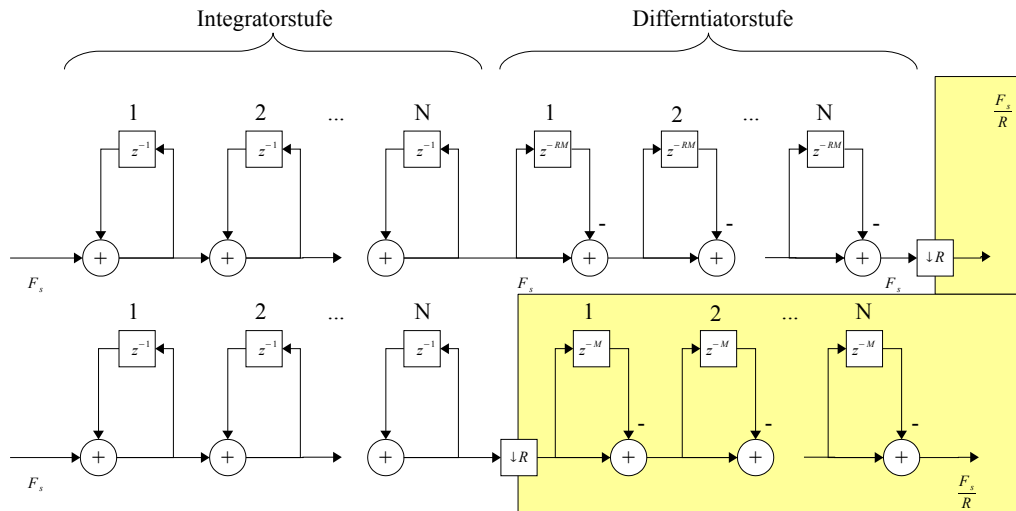 Integratorstufe Differntiatorstufe
1 2 ... N 1 2 ... N
F_s/R
z^{-1} z^{-1} z^{-1} z^{-RM} z^{-RM} z^{-RM}
- - -
+ + + + + + ↓R
F_s F_s F_s
1 2 ... N 1 2 ... N
z^{-1} z^{-1} z^{-1} z^{-M} z^{-M} z^{-M}
- - -
+ + + ↓R + + +
F_s F_s/R